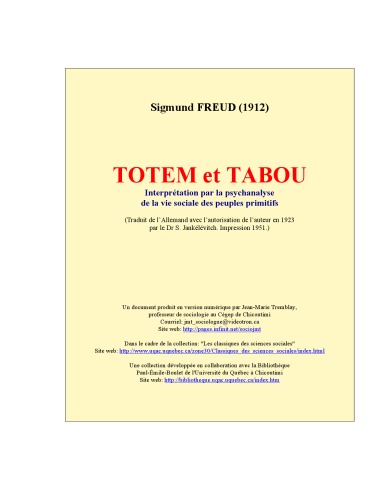 Sigmund FREUD (1912)
TOTEM et TABOU
Interprétation par la psychanalyse
de la vie sociale des peuples primitifs
(Traduit de l'Allemand avec l'autorisation de l'auteur en 1923
par le Dr S. Jankélévitch. Impression 1951.)
Un document produit en version numérique par Jean-Marie Tremblay,
professeur de sociologie au Cégep de Chicoutimi
Courriel: jmt_sociologue@videotron.ca
Site web: http://pages.infinit.net/sociojmt
Dans le cadre de la collection: "Les classiques des sciences sociales"
Site web: http://www.uqac.uquebec.ca/zone30/Classiques_des_sciences_sociales/index.html
Une collection développée en collaboration avec la Bibliothèque
Paul-Émile-Boulet de l'Université du Québec à Chicoutimi
Site web: http://bibliotheque.uqac.uquebec.ca/index.htm